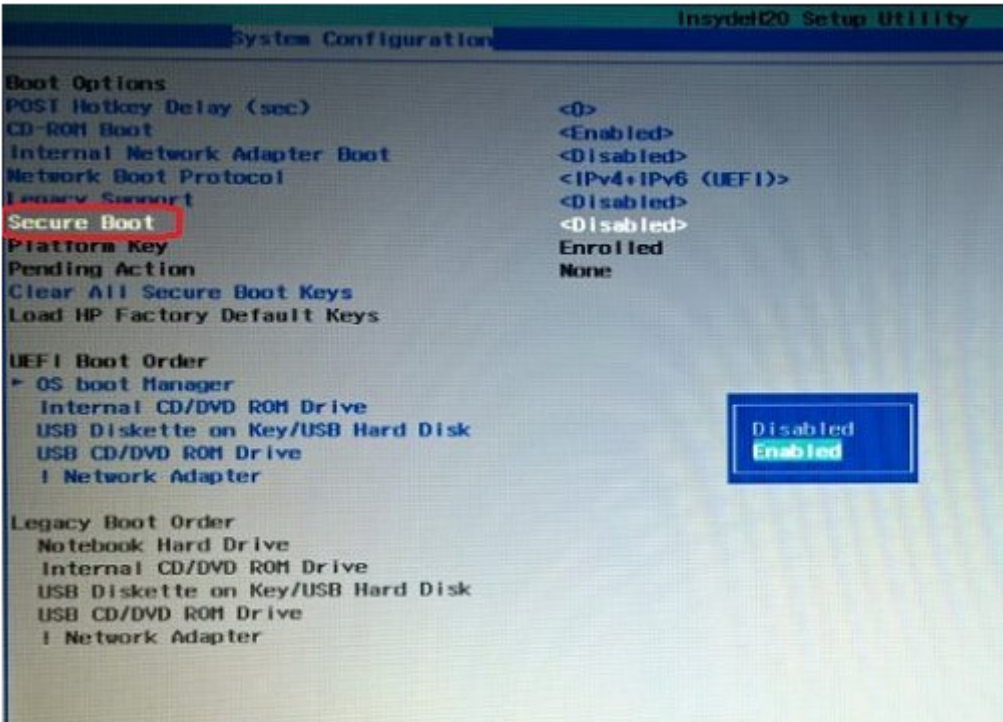 InsydeH20 Setup Utility
System Configuration
Boot Options
POST Hotkey Delay (sec) <0>
CD-ROM Boot <Enabled>
Internal Network Adapter Boot <Disabled>
Network Boot Protocol <IPv4+IPv6 (UEFI)>
Legacy Support <Disabled>
Secure Boot <Disabled>
Platform Key Enrolled
Pending Action None
Clear All Secure Boot Keys
Load HP Factory Default Keys
UEFI Boot Order
► OS boot Manager
Internal CD/DVD ROM Drive
USB Diskette on Key/USB Hard Disk
USB CD/DVD ROM Drive
! Network Adapter
Disabled
Enabled
Legacy Boot Order
Notebook Hard Drive
Internal CD/DVD ROM Drive
USB Diskette on Key/USB Hard Disk
USB CD/DVD ROM Drive
! Network Adapter